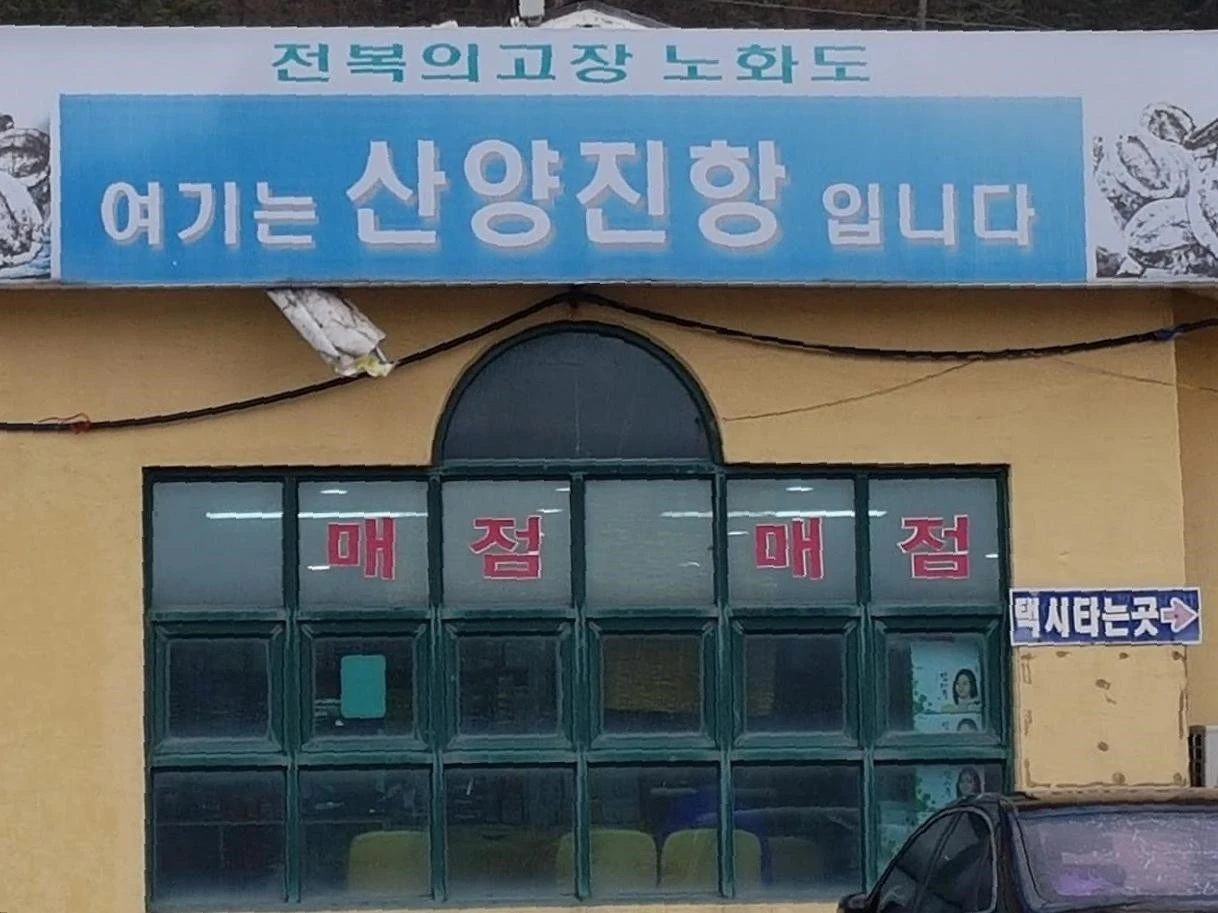 전복의고장 노화도
여기는 산양진항 입니다
매점 매점
택시타는곳